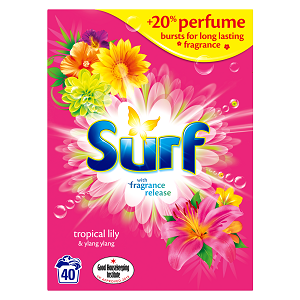 +20% perfume
bursts for long lasting
fragrance
Surf
with
fragrance
release
tropical lily
& ylang ylang
40
Good Housekeeping
Institute